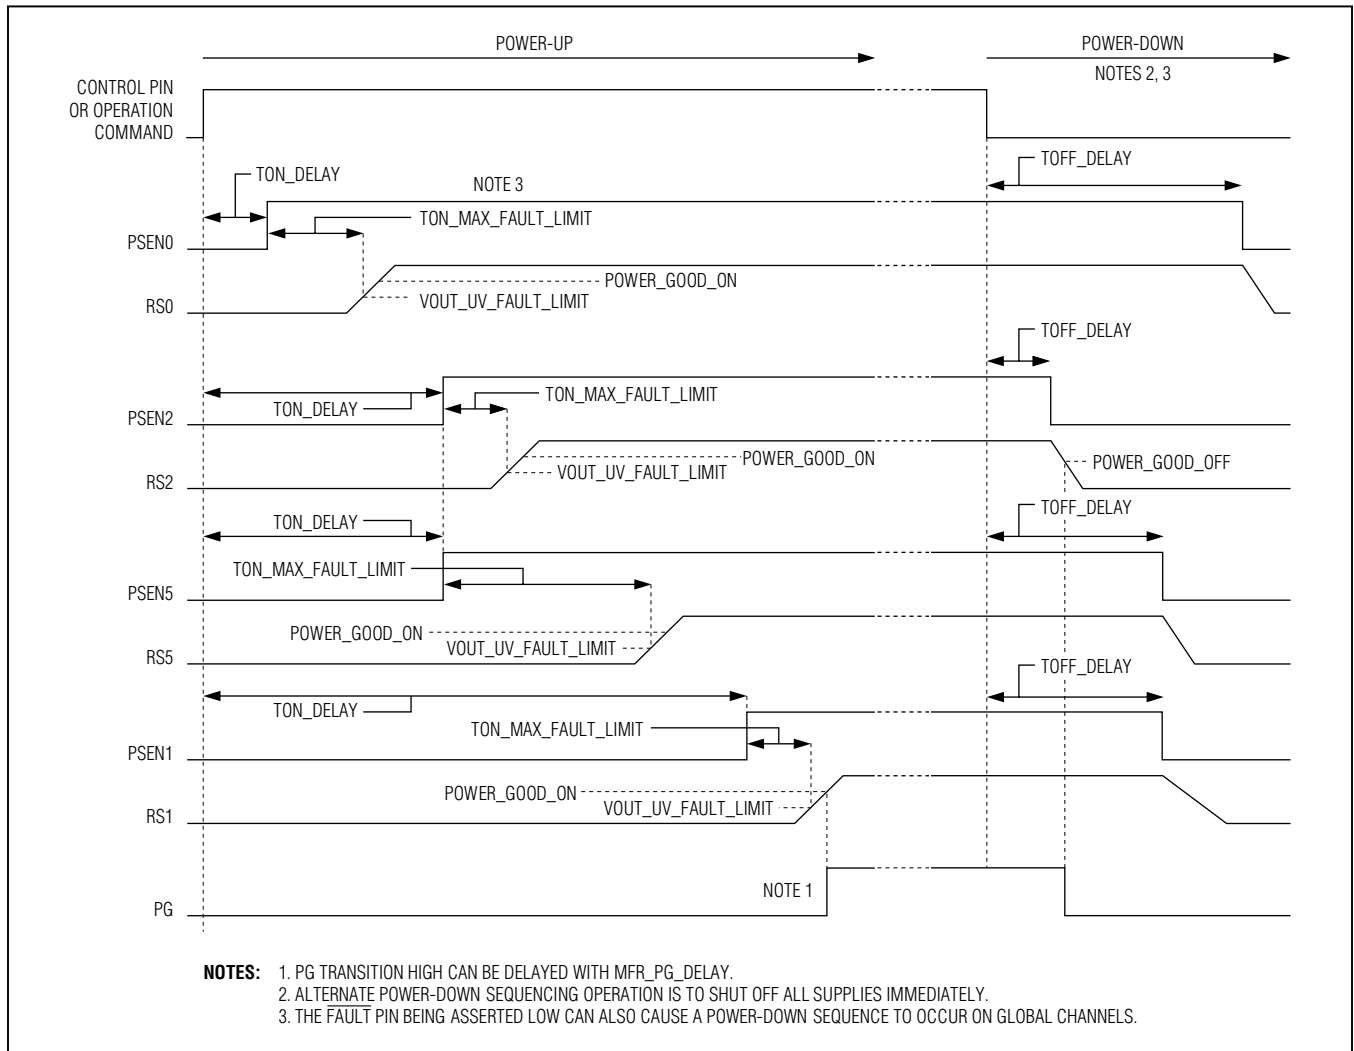 POWER-UP
POWER-DOWN
NOTES 2, 3
CONTROL PIN
OR OPERATION
COMMAND
TON_DELAY
NOTE 3
TOFF_DELAY
TON_MAX_FAULT_LIMIT
PSEN0
POWER_GOOD_ON
VOUT_UV_FAULT_LIMIT
RS0
TOFF_DELAY
TON_MAX_FAULT_LIMIT
TON_DELAY
PSEN2
POWER_GOOD_ON
POWER_GOOD_OFF
VOUT_UV_FAULT_LIMIT
RS2
TOFF_DELAY
TON_DELAY
TON_MAX_FAULT_LIMIT
PSEN5
POWER_GOOD_ON
VOUT_UV_FAULT_LIMIT
RS5
TOFF_DELAY
TON_DELAY
TON_MAX_FAULT_LIMIT
PSEN1
POWER_GOOD_ON
VOUT_UV_FAULT_LIMIT
RS1
NOTE 1
PG
NOTES: 1. PG TRANSITION HIGH CAN BE DELAYED WITH MFR_PG_DELAY.
2. ALTERNATE POWER-DOWN SEQUENCING OPERATION IS TO SHUT OFF ALL SUPPLIES IMMEDIATELY.
3. THE FAULT PIN BEING ASSERTED LOW CAN ALSO CAUSE A POWER-DOWN SEQUENCE TO OCCUR ON GLOBAL CHANNELS.